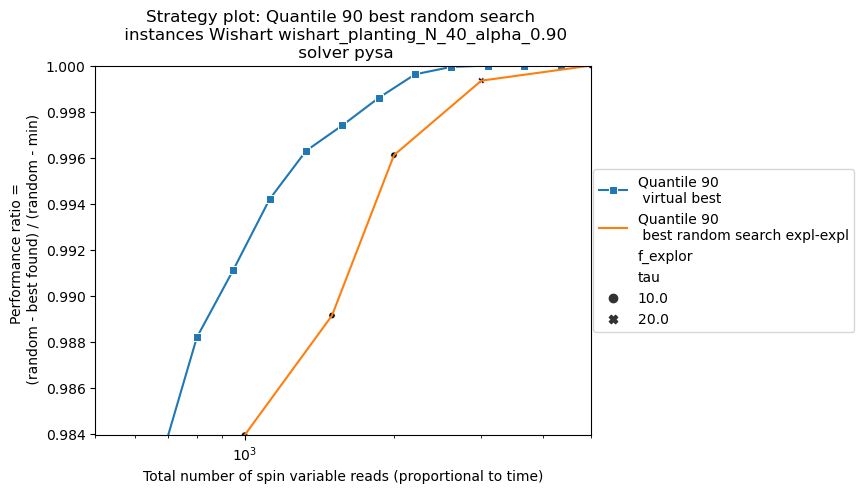 Strategy plot: Quantile 90 best random search
instances Wishart wishart_planting_N_40_alpha_0.90
solver pysa
1.000
0.998
0.996
0.994
0.992
0.990
0.988
0.986
0.984
Performance ratio =
(random - best found) / (random - min)
10³
Total number of spin variable reads (proportional to time)
Quantile 90
virtual best
Quantile 90
best random search expl-expl
f_explor
tau
10.0
20.0